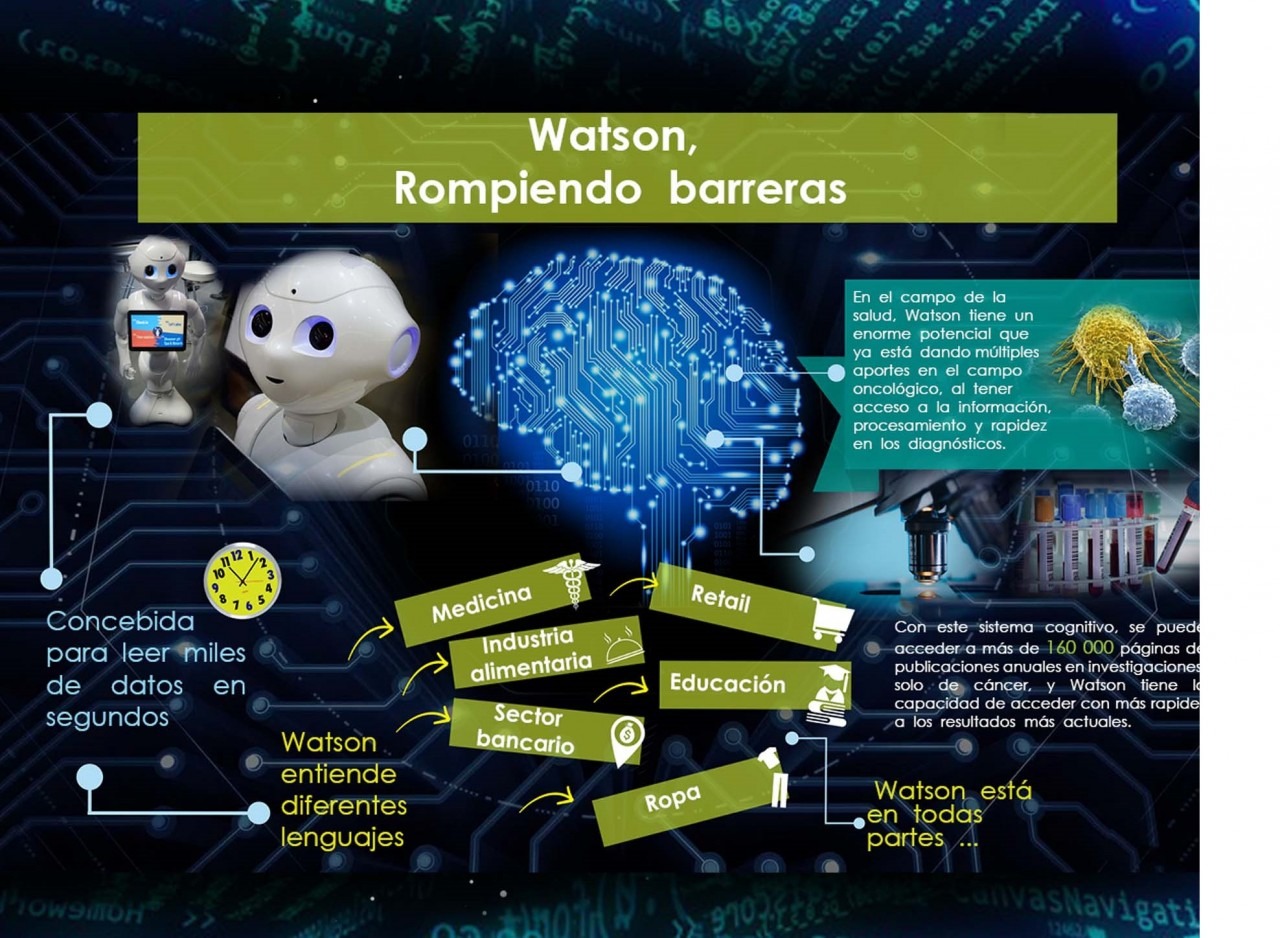 Watson,
Rompiendo barreras
En el campo de la
salud, Watson tiene un
enorme potencial que
ya está dando múltiples
aportes en el campo
oncológico, al tener
acceso a la información,
procesamiento y rapidez
en los diagnósticos.
Concebida
para leer miles
de datos en
segundos
Watson
entiende
diferentes
lenguajes
Medicina
Industria
alimentaria
Sector
bancario
Retail
Educación
Ropa
Con este sistema cognitivo, se puede
acceder a más de 160 000 páginas de
publicaciones anuales en investigaciones
solo de cáncer, y Watson tiene la
capacidad de acceder con más rapidez
a los resultados más actuales.
Watson está
en todas
partes ...
CanvasNavigati